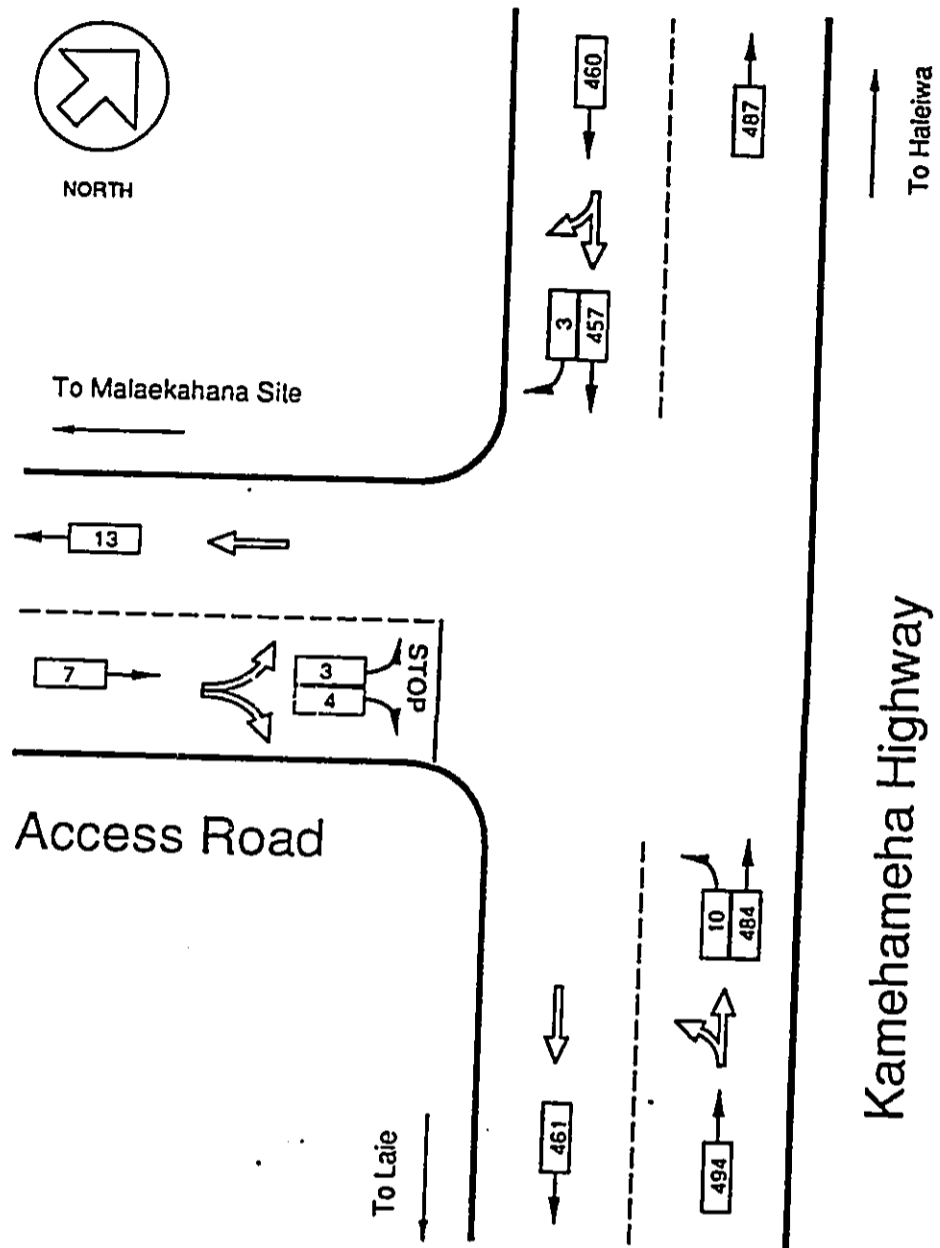 NORTH
460
487
To Haleiwa
3
457
To Malaekahana Site
13
7
3
4
STOP
Access Road
10
484
Kamehameha Highway
To Laie
461
494